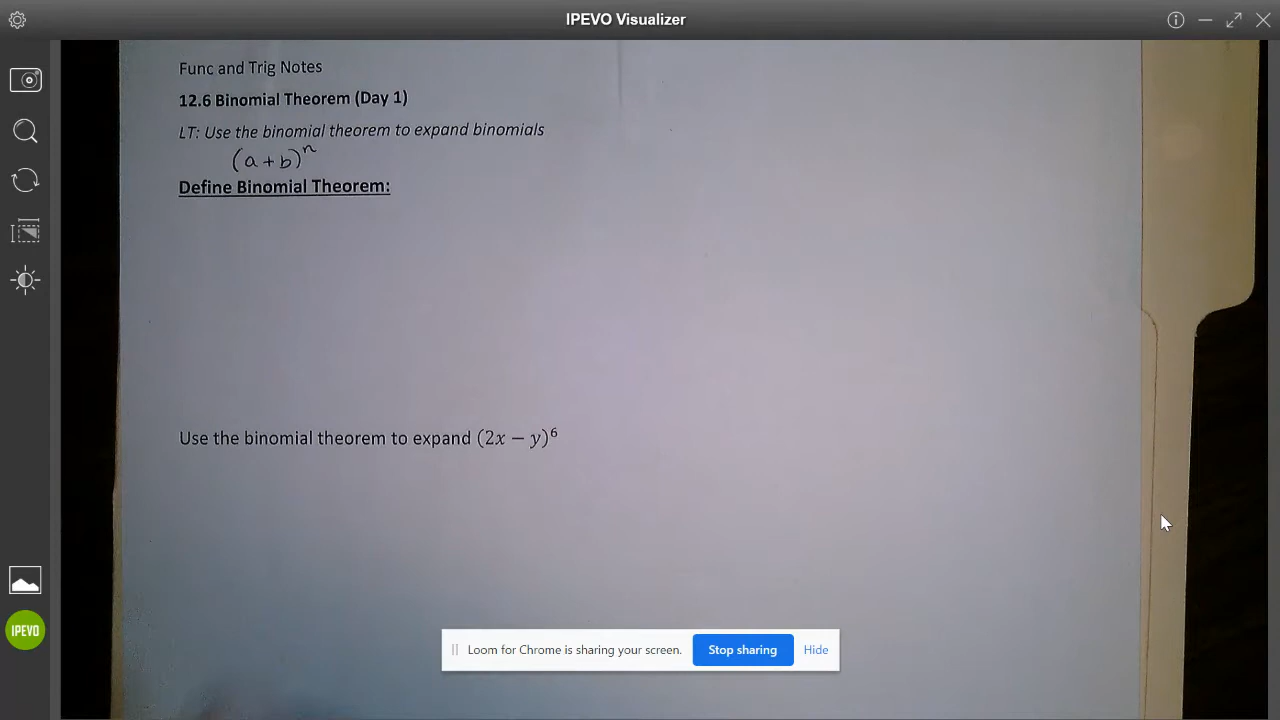 IPEVO Visualizer
Func and Trig Notes
12.6 Binomial Theorem (Day 1)
LT: Use the binomial theorem to expand binomials
(a+b)ⁿ
Define Binomial Theorem:
Use the binomial theorem to expand (2x − y)⁶
IPEVO
Loom for Chrome is sharing your screen.
Stop sharing
Hide